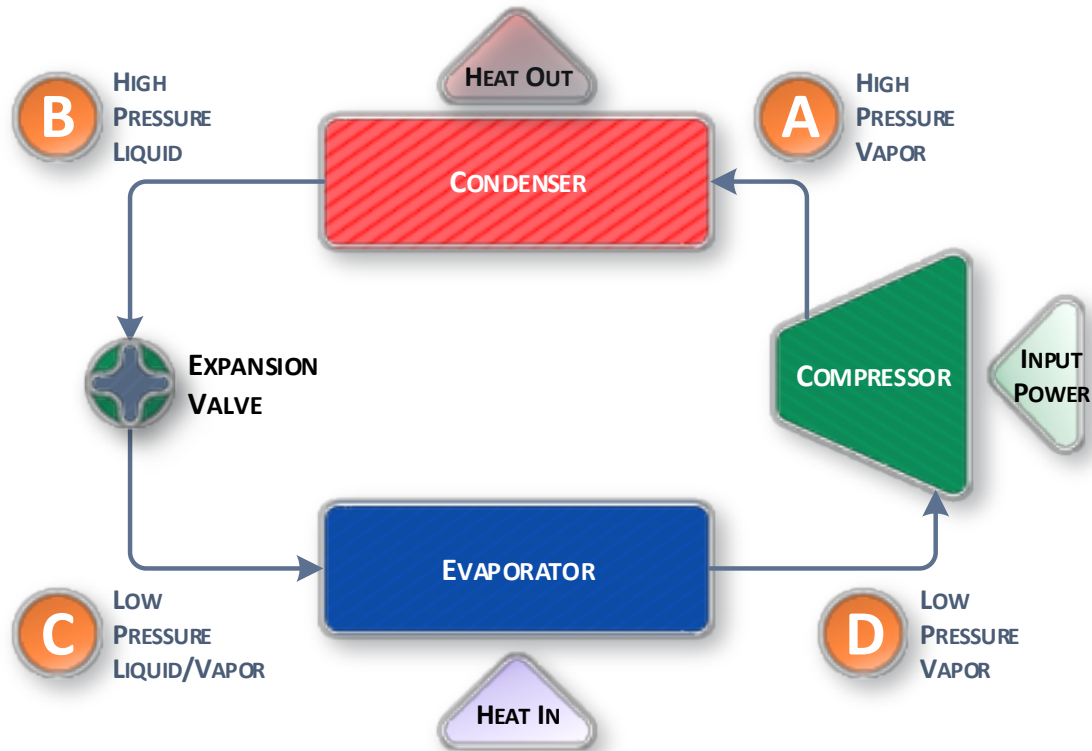 HEAT OUT
B
HIGH
PRESSURE
LIQUID
A
HIGH
PRESSURE
VAPOR
CONDENSER
EXPANSION
VALVE
COMPRESSOR
INPUT
POWER
EVAPORATOR
C
LOW
PRESSURE
LIQUID/VAPOR
D
LOW
PRESSURE
VAPOR
HEAT IN